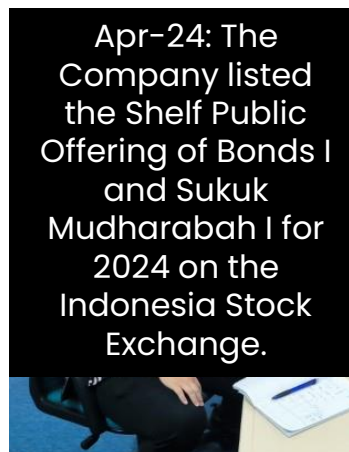 Apr-24: The
Company listed
the Shelf Public
Offering of Bonds I
and Sukuk
Mudharabah I for
2024 on the
Indonesia Stock
Exchange.